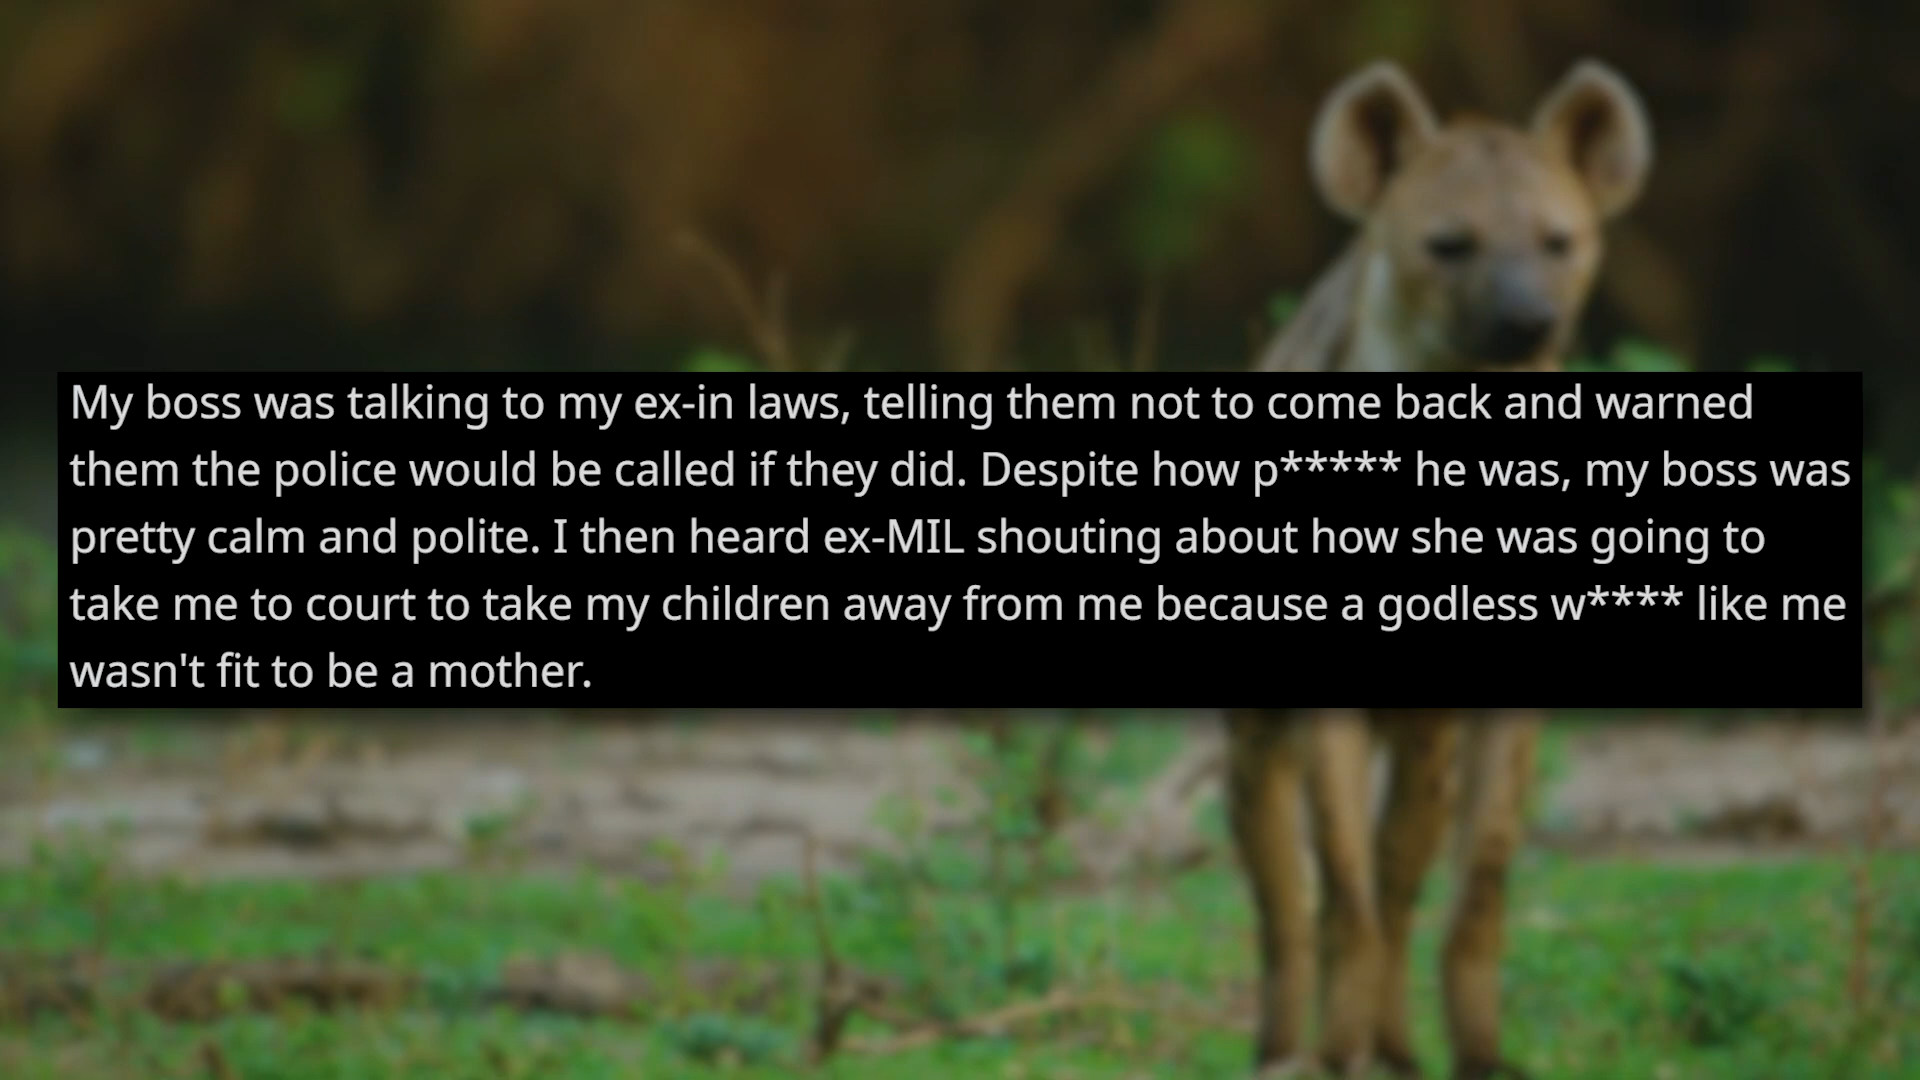 My boss was talking to my ex-in laws, telling them not to come back and warned
them the police would be called if they did. Despite how p***** he was, my boss was
pretty calm and polite. I then heard ex-MIL shouting about how she was going to
take me to court to take my children away from me because a godless w**** like me
wasn't fit to be a mother.